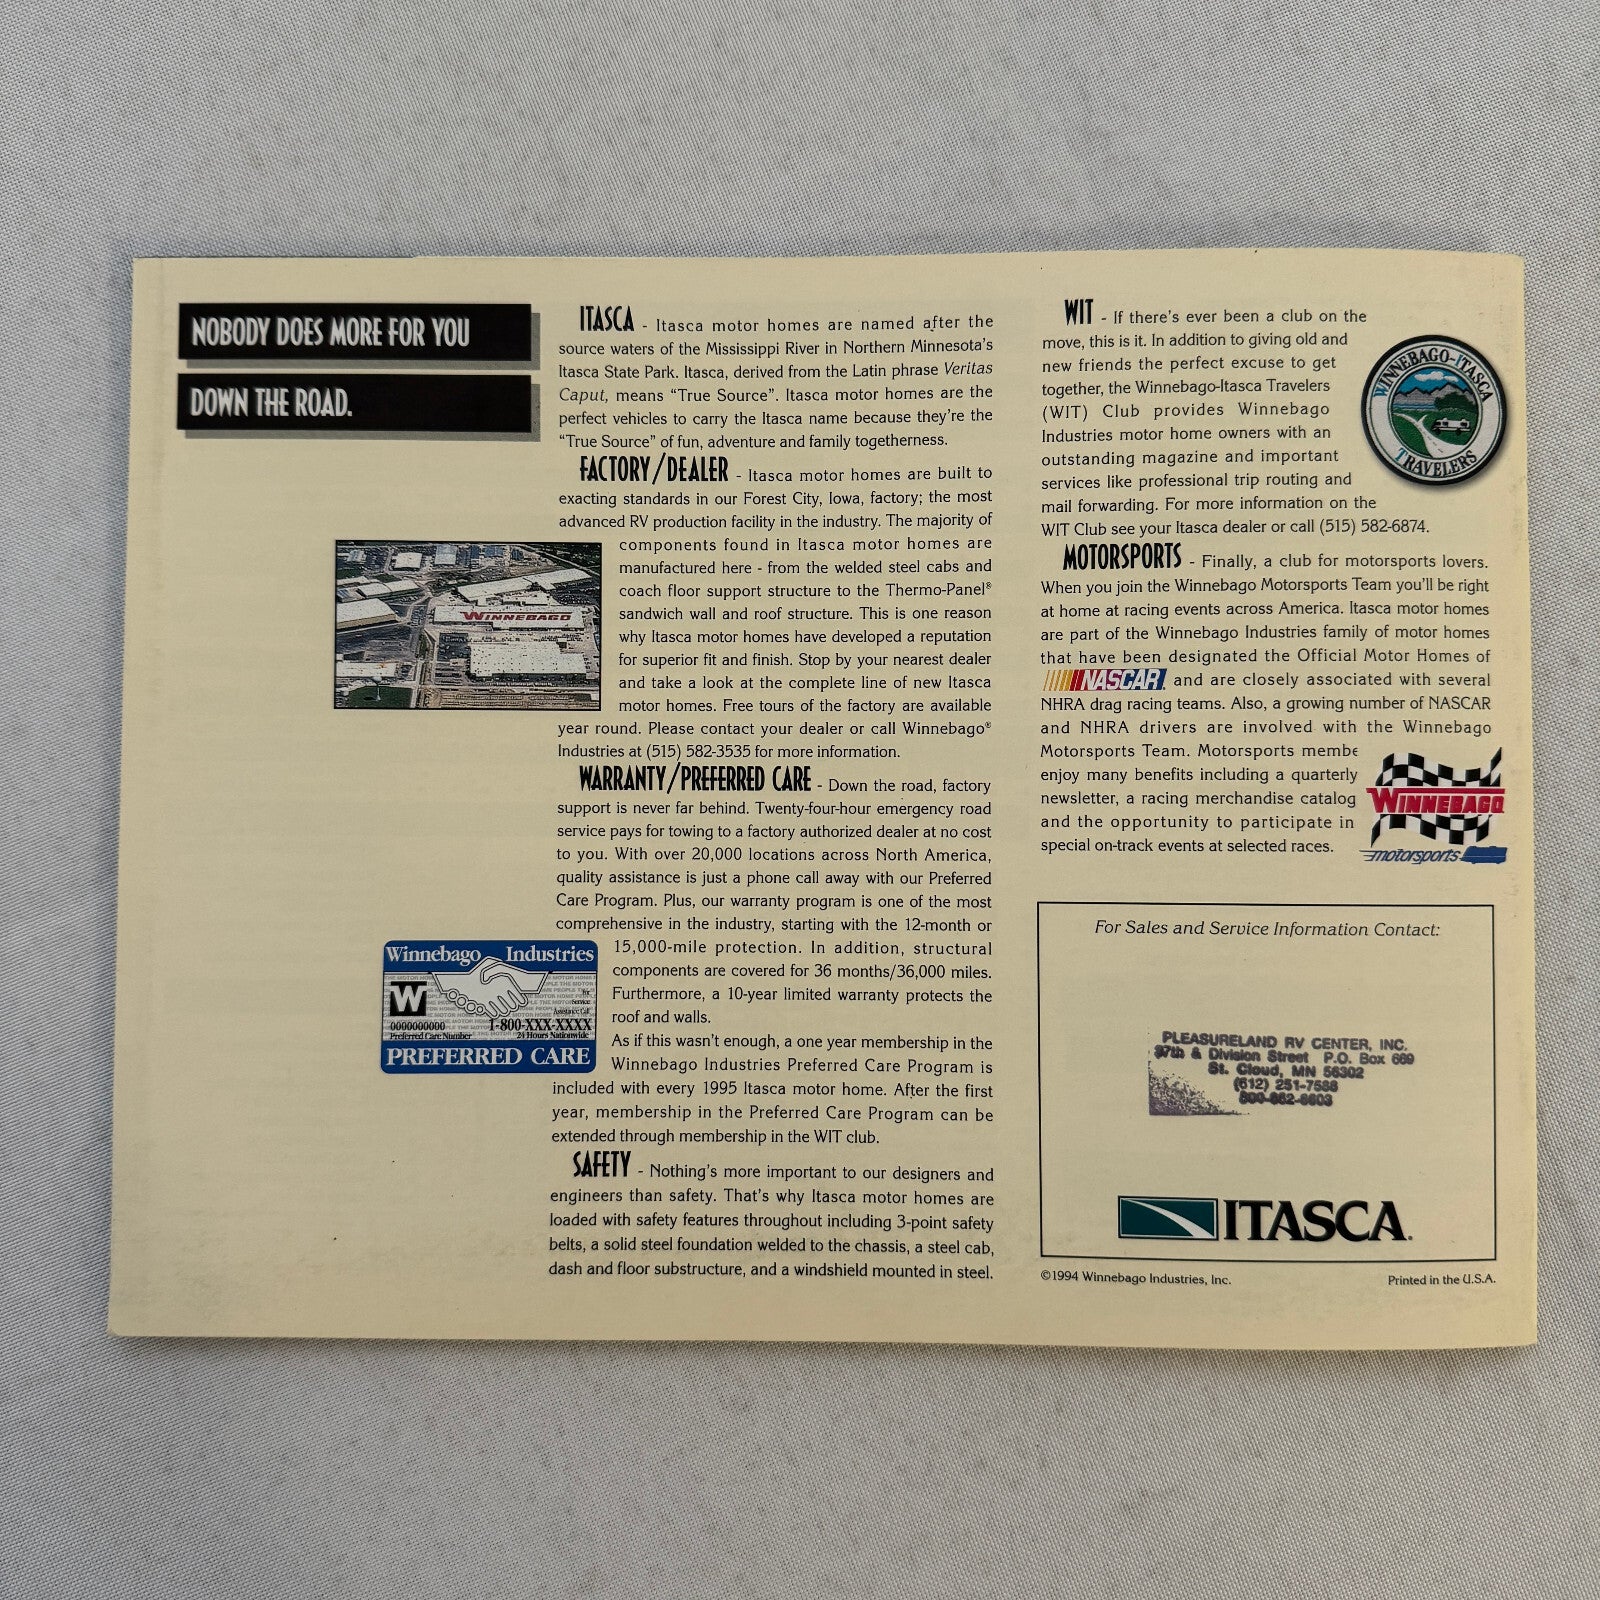 NOBODY DOES MORE FOR YOU
DOWN THE ROAD.
ITASCA - Itasca motor homes are named after the
source waters of the Mississippi River in Northern Minnesota's
Itasca State Park. Itasca, derived from the Latin phrase Veritas
Caput, means "True Source". Itasca motor homes are the
perfect vehicles to carry the Itasca name because they're the
"True Source" of fun, adventure and family togetherness.
FACTORY/DEALER - Itasca motor homes are built to
exacting standards in our Forest City, Iowa, factory; the most
advanced RV production facility in the industry. The majority of
components found in Itasca motor homes are
manufactured here - from the welded steel cabs and
coach floor support structure to the Thermo-Panel®
sandwich wall and roof structure. This is one reason
why Itasca motor homes have developed a reputation
for superior fit and finish. Stop by your nearest dealer
and take a look at the complete line of new Itasca
motor homes. Free tours of the factory are available
year round. Please contact your dealer or call Winnebago®
Industries at (515) 582-3535 for more information.
WINNEBAGO
WARRANTY/PREFERRED CARE - Down the road, factory
support is never far behind. Twenty-four-hour emergency road
service pays for towing to a factory authorized dealer at no cost
to you. With over 20,000 locations across North America,
quality assistance is just a phone call away with our Preferred
Care Program. Plus, our warranty program is one of the most
comprehensive in the industry, starting with the 12-month or
15,000-mile protection. In addition, structural
components are covered for 36 months/36,000 miles.
Furthermore, a 10-year limited warranty protects the
roof and walls.
As if this wasn't enough, a one year membership in the
Winnebago Industries Preferred Care Program is
included with every 1995 Itasca motor home. After the first
year, membership in the Preferred Care Program can be
extended through membership in the WIT club.
Winnebago Industries
W
For
Service
Assistance Call
0000000000 1-800-XXX-XXXX
Preferred Care Number 24 Hours Nationwide
PREFERRED CARE
SAFETY - Nothing's more important to our designers and
engineers than safety. That's why Itasca motor homes are
loaded with safety features throughout including 3-point safety
belts, a solid steel foundation welded to the chassis, a steel cab,
dash and floor substructure, and a windshield mounted in steel.
WIT - If there's ever been a club on the
move, this is it. In addition to giving old and
new friends the perfect excuse to get
together, the Winnebago-Itasca Travelers
(WIT) Club provides Winnebago
Industries motor home owners with an
outstanding magazine and important
services like professional trip routing and
mail forwarding. For more information on the
WIT Club see your Itasca dealer or call (515) 582-6874.
WINNEBAGO-ITASCA
TRAVELERS
MOTORSPORTS - Finally, a club for motorsports lovers.
When you join the Winnebago Motorsports Team you'll be right
at home at racing events across America. Itasca motor homes
are part of the Winnebago Industries family of motor homes
that have been designated the Official Motor Homes of
NASCAR and are closely associated with several
NHRA drag racing teams. Also, a growing number of NASCAR
and NHRA drivers are involved with the Winnebago
Motorsports Team. Motorsports membe
enjoy many benefits including a quarterly
newsletter, a racing merchandise catalog
and the opportunity to participate in
special on-track events at selected races.
WINNEBAGO
motorsports
For Sales and Service Information Contact:
PLEASURELAND RV CENTER, INC.
37th & Division Street P.O. Box 669
St. Cloud, MN 56302
(612) 251-7588
800-862-8603
ITASCA.
©1994 Winnebago Industries, Inc.
Printed in the U.S.A.